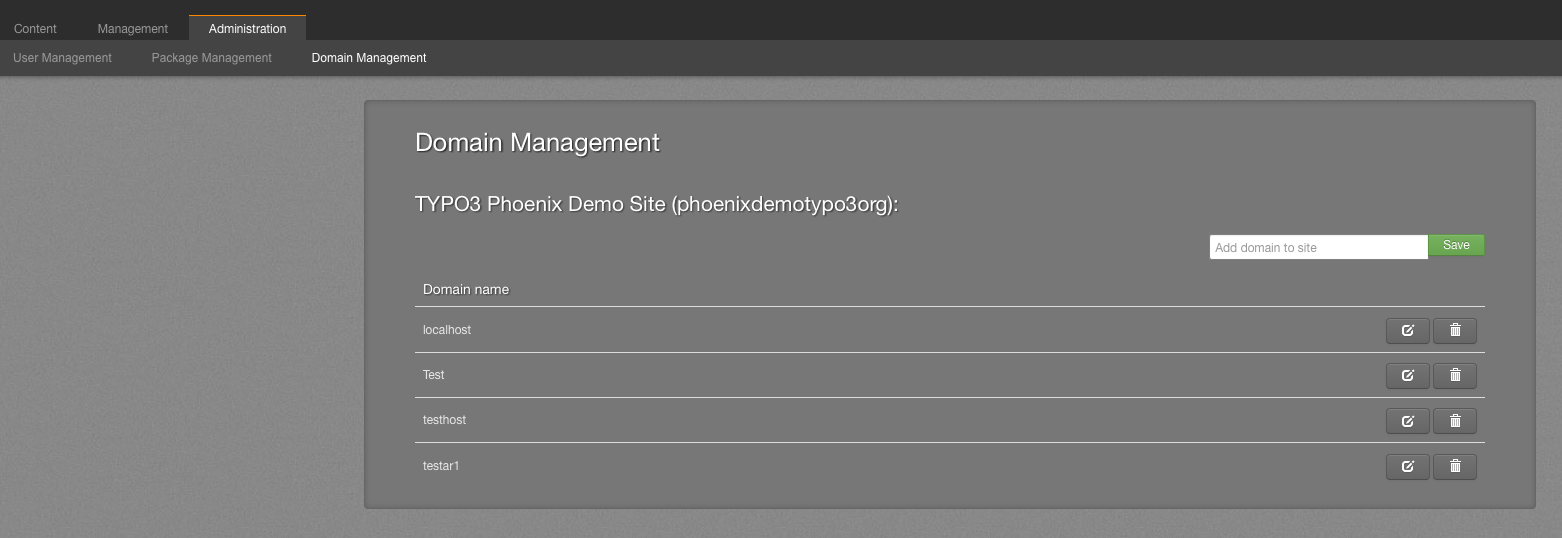 Content Management Administration
User Management Package Management Domain Management
Domain Management
TYPO3 Phoenix Demo Site (phoenixdemotypo3org):
Add domain to site Save
Domain name
localhost
Test
testhost
testar1